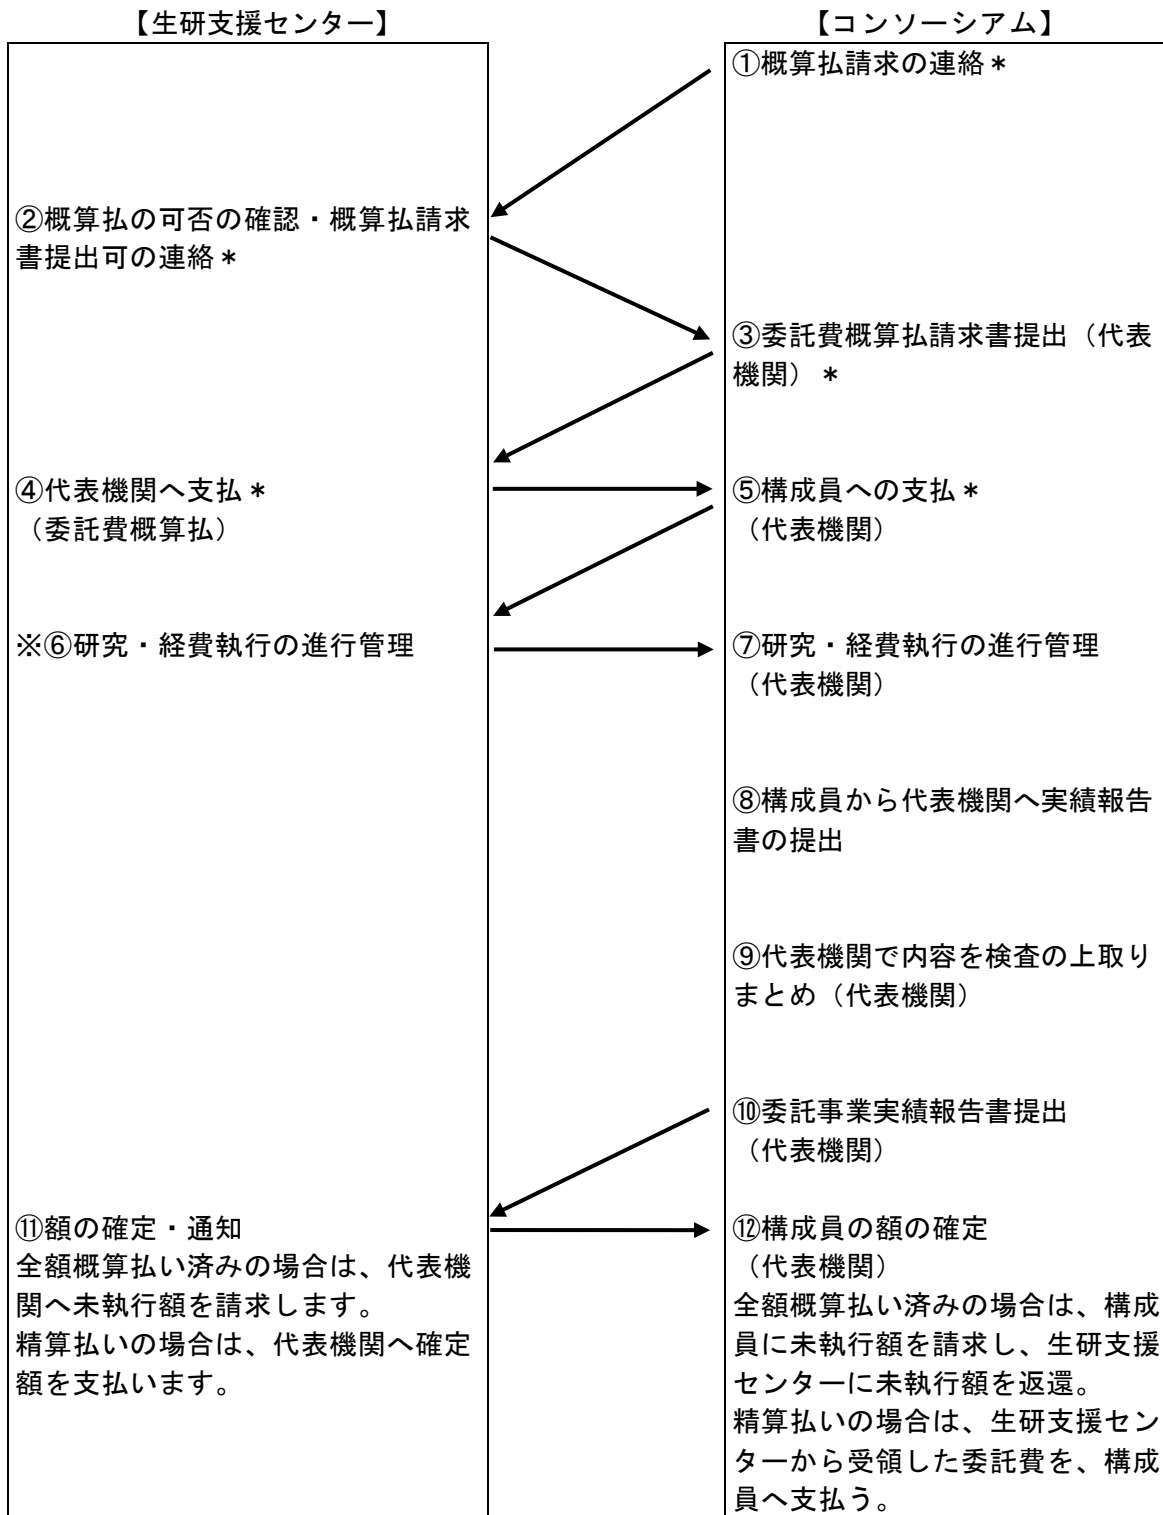 【生研支援センター】
【コンソーシアム】
①概算払請求の連絡＊
②概算払の可否の確認・概算払請求
書提出可の連絡＊
③委託費概算払請求書提出（代表
機関）＊
④代表機関へ支払＊
（委託費概算払）
⑤構成員への支払＊
（代表機関）
※⑥研究・経費執行の進行管理
⑦研究・経費執行の進行管理
（代表機関）
⑧構成員から代表機関へ実績報告
書の提出
⑨代表機関で内容を検査の上取り
まとめ（代表機関）
⑩委託事業実績報告書提出
（代表機関）
⑪額の確定・通知
全額概算払い済みの場合は、代表機
関へ未執行額を請求します。
精算払いの場合は、代表機関へ確定
額を支払います。
⑫構成員の額の確定
（代表機関）
全額概算払い済みの場合は、構成
員に未執行額を請求し、生研支援
センターに未執行額を返還。
精算払いの場合は、生研支援セン
ターから受領した委託費を、構成
員へ支払う。